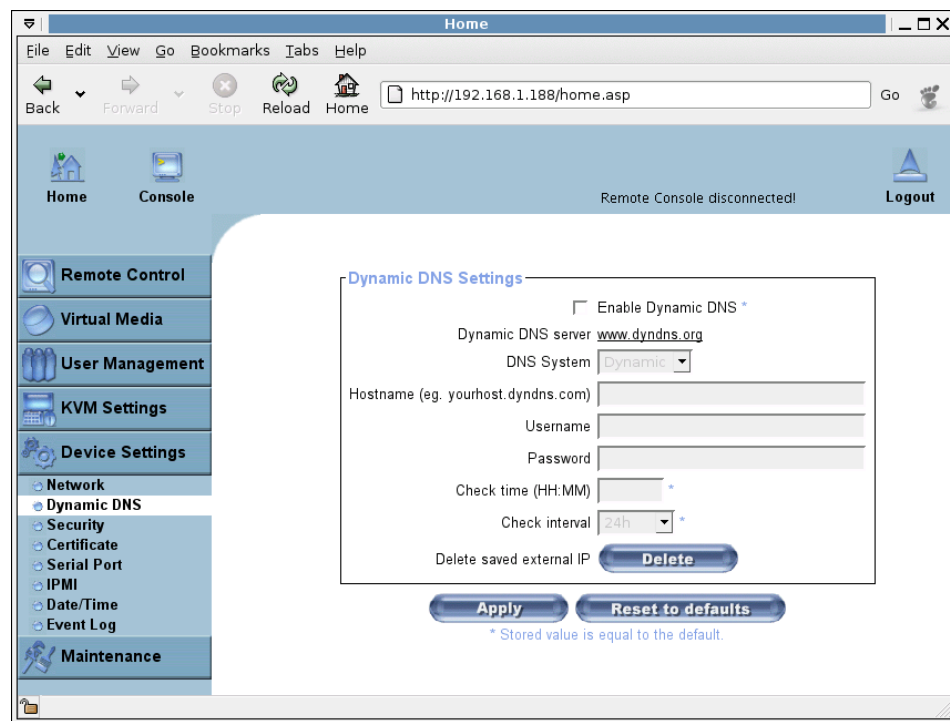 Home
File Edit View Go Bookmarks Tabs Help
Back Forward Stop Reload Home http://192.168.1.188/home.asp Go
Home Console Remote Console disconnected! Logout
Remote Control
Virtual Media
User Management
KVM Settings
Device Settings
Network
Dynamic DNS
Security
Certificate
Serial Port
IPMI
Date/Time
Event Log
Maintenance
Dynamic DNS Settings
Enable Dynamic DNS *
Dynamic DNS server www.dyndns.org
DNS System Dynamic
Hostname (eg. yourhost.dyndns.com)
Username
Password
Check time (HH:MM) *
Check interval 24h *
Delete saved external IP Delete
Apply Reset to defaults
* Stored value is equal to the default.